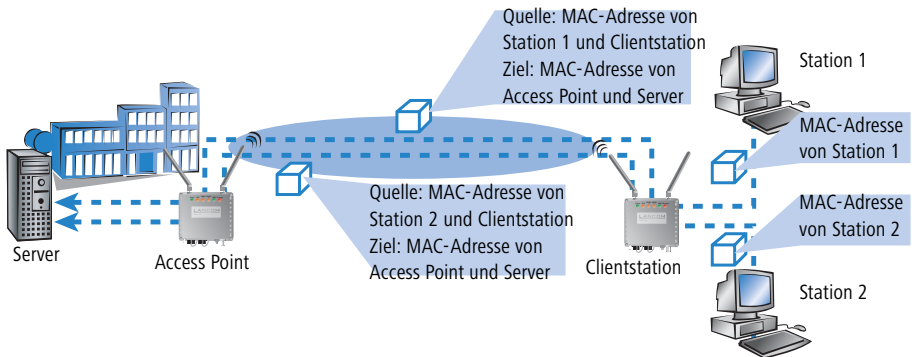 Quelle: MAC-Adresse von
Station 1 und Clientstation
Ziel: MAC-Adresse von
Access Point und Server
Station 1
MAC-Adresse
von Station 1
Quelle: MAC-Adresse von
Station 2 und Clientstation
Ziel: MAC-Adresse von
Access Point und Server
MAC-Adresse
von Station 2
Server
Access Point
Clientstation
Station 2
LANCOM
LANCOM